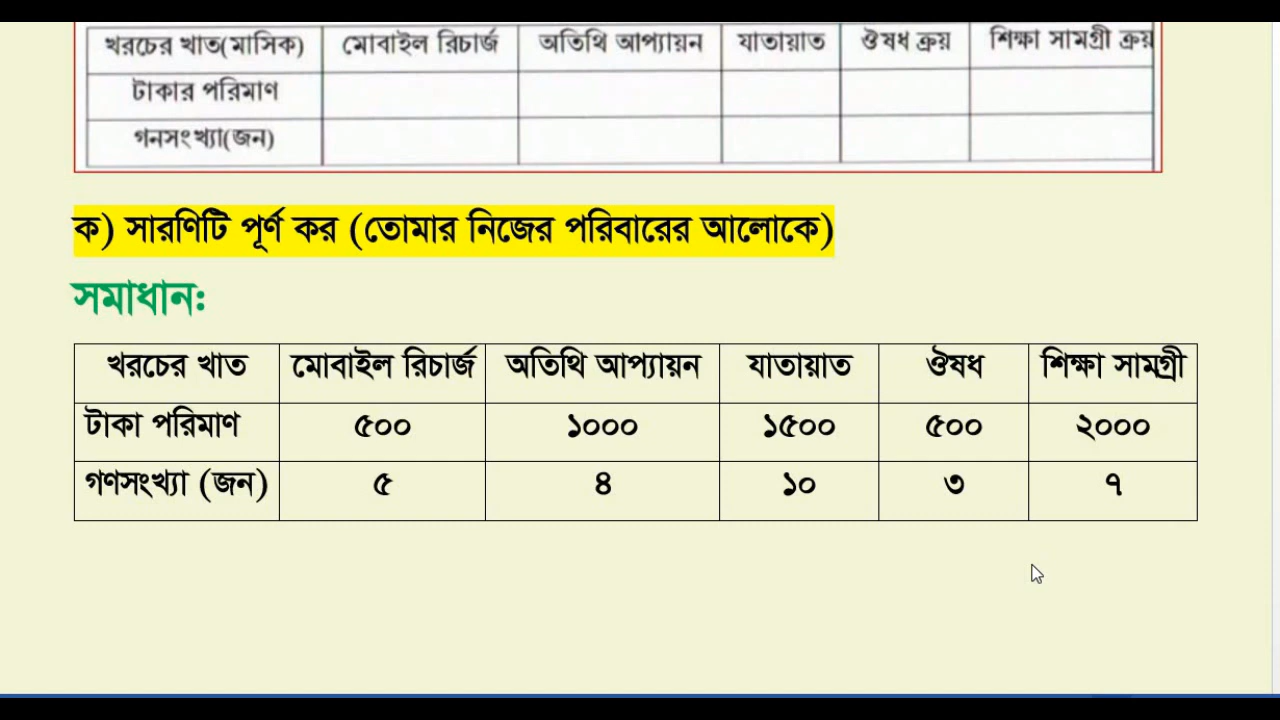 খরচের খাত(মাসিক) মোবাইল রিচার্জ অতিথি আপ্যায়ন যাতায়াত ঔষধ ক্রয় শিক্ষা সামগ্রী ক্রয়
টাকার পরিমাণ
গনসংখ্যা(জন)
ক) সারণিটি পূর্ণ কর (তোমার নিজের পরিবারের আলোকে)
সমাধান:
খরচের খাত মোবাইল রিচার্জ অতিথি আপ্যায়ন যাতায়াত ঔষধ শিক্ষা সামগ্রী
টাকা পরিমাণ ৫০০ ১০০০ ১৫০০ ৫০০ ২০০০
গণসংখ্যা (জন) ৫ ৪ ১০ ৩ ৭